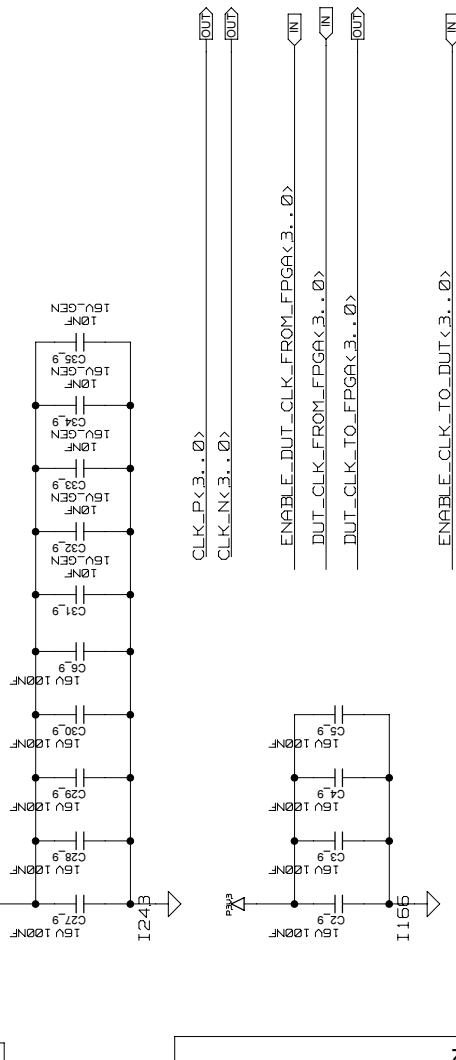 OUT
OUT
IN
IN
OUT
IN
CLK_P<3..0>
CLK_N<3..0>
ENABLE_DUT_CLK_FROM_FPGA<3..0>
DUT_CLK_FROM_FPGA<3..0>
DUT_CLK_TO_FPGA<3..0>
ENABLE_CLK_TO_DUT<3..0>
16V_GEN
10NF
C35_9
16V_GEN
10NF
C34_9
16V_GEN
10NF
C33_9
16V_GEN
10NF
C32_9
16V_GEN
10NF
C31_9
C6_9
16V 100NF
C30_9
16V 100NF
C29_9
16V 100NF
C28_9
16V 100NF
C27_9
16V 100NF
I243
C5_9
16V 100NF
C4_9
16V 100NF
C3_9
16V 100NF
C2_9
16V 100NF
P3V3
I166